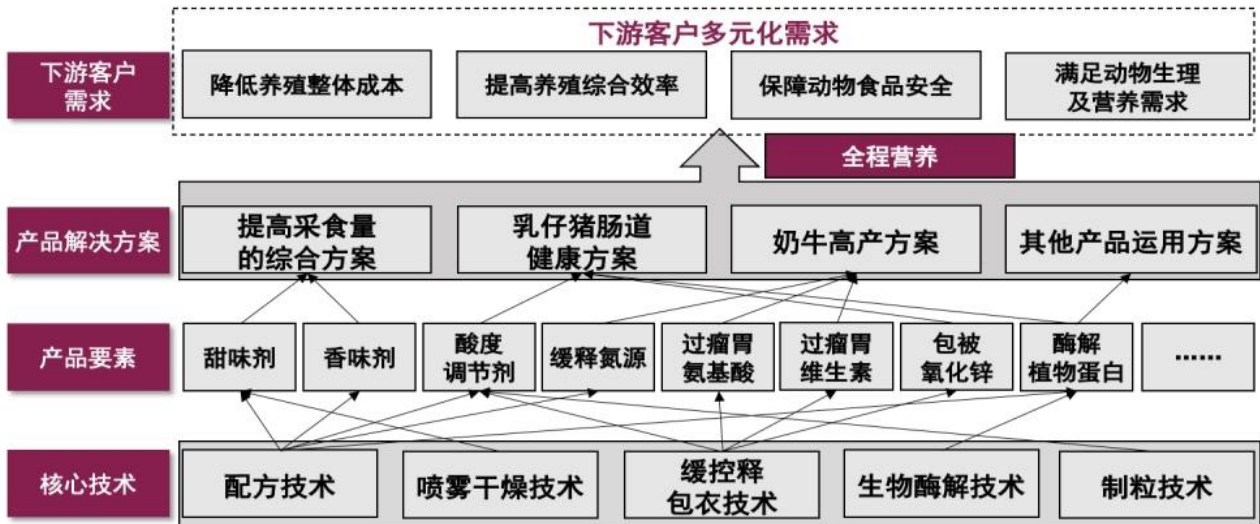 下游客户多元化需求
下游客户
需求
降低养殖整体成本
提高养殖综合效率
保障动物食品安全
满足动物生理
及营养需求
全程营养
产品解决方案
提高采食量
的综合方案
乳仔猪肠道
健康方案
奶牛高产方案
其他产品运用方案
产品要素
甜味剂
香味剂
酸度
调节剂
缓释氮源
过瘤胃
氨基酸
过瘤胃
维生素
包被
氧化锌
酶解
植物蛋白
......
核心技术
配方技术
喷雾干燥技术
缓控释
包衣技术
生物酶解技术
制粒技术